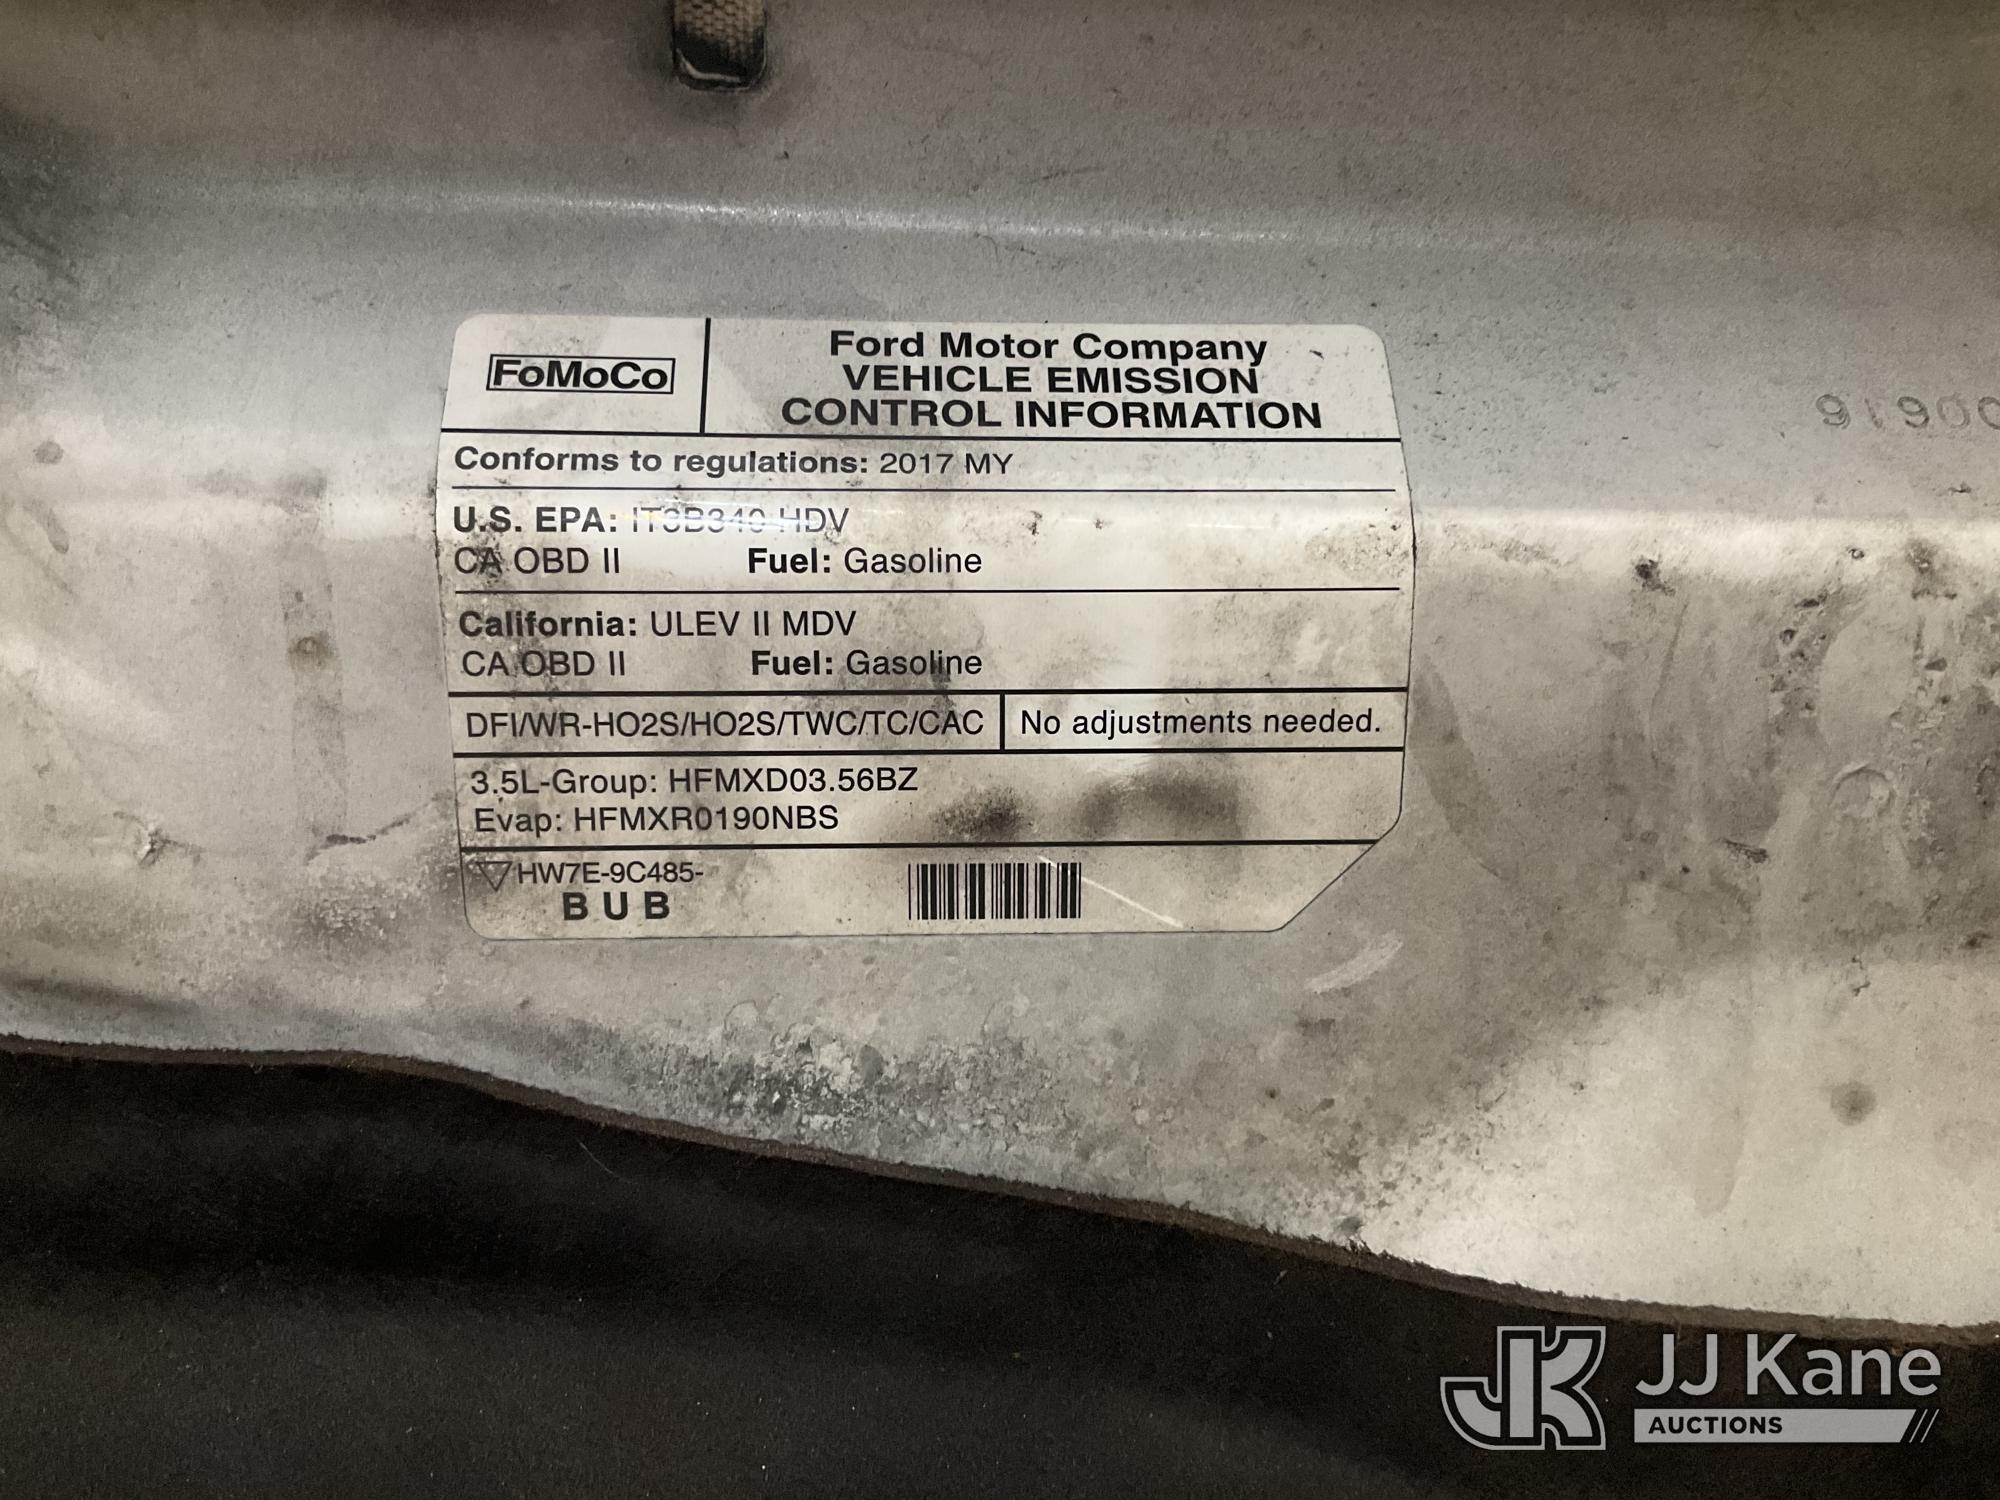 FoMoCo
Ford Motor Company
VEHICLE EMISSION
CONTROL INFORMATION
Conforms to regulations: 2017 MY
U.S. EPA: HDV
CA OBD II Fuel: Gasoline
California: ULEV II MDV
CA OBD II Fuel: Gasoline
DFI/WR-HO2S/HO2S/TWC/TC/CAC
No adjustments needed.
3.5L-Group: HFMXD03.56BZ
Evap: HFMXR0190NBS
HW7E-9C485-
BUB
JJ Kane
AUCTIONS